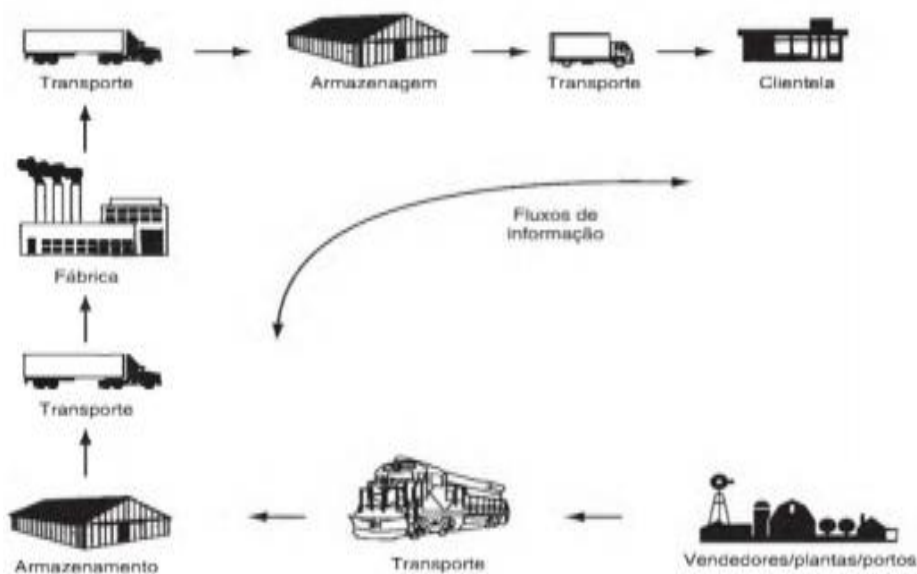 Transporte
Armazenagem
Transporte
Clientela
Fluxos de
informação
Fábrica
Transporte
Armazenamento
Transporte
Vendedores/plantas/portos